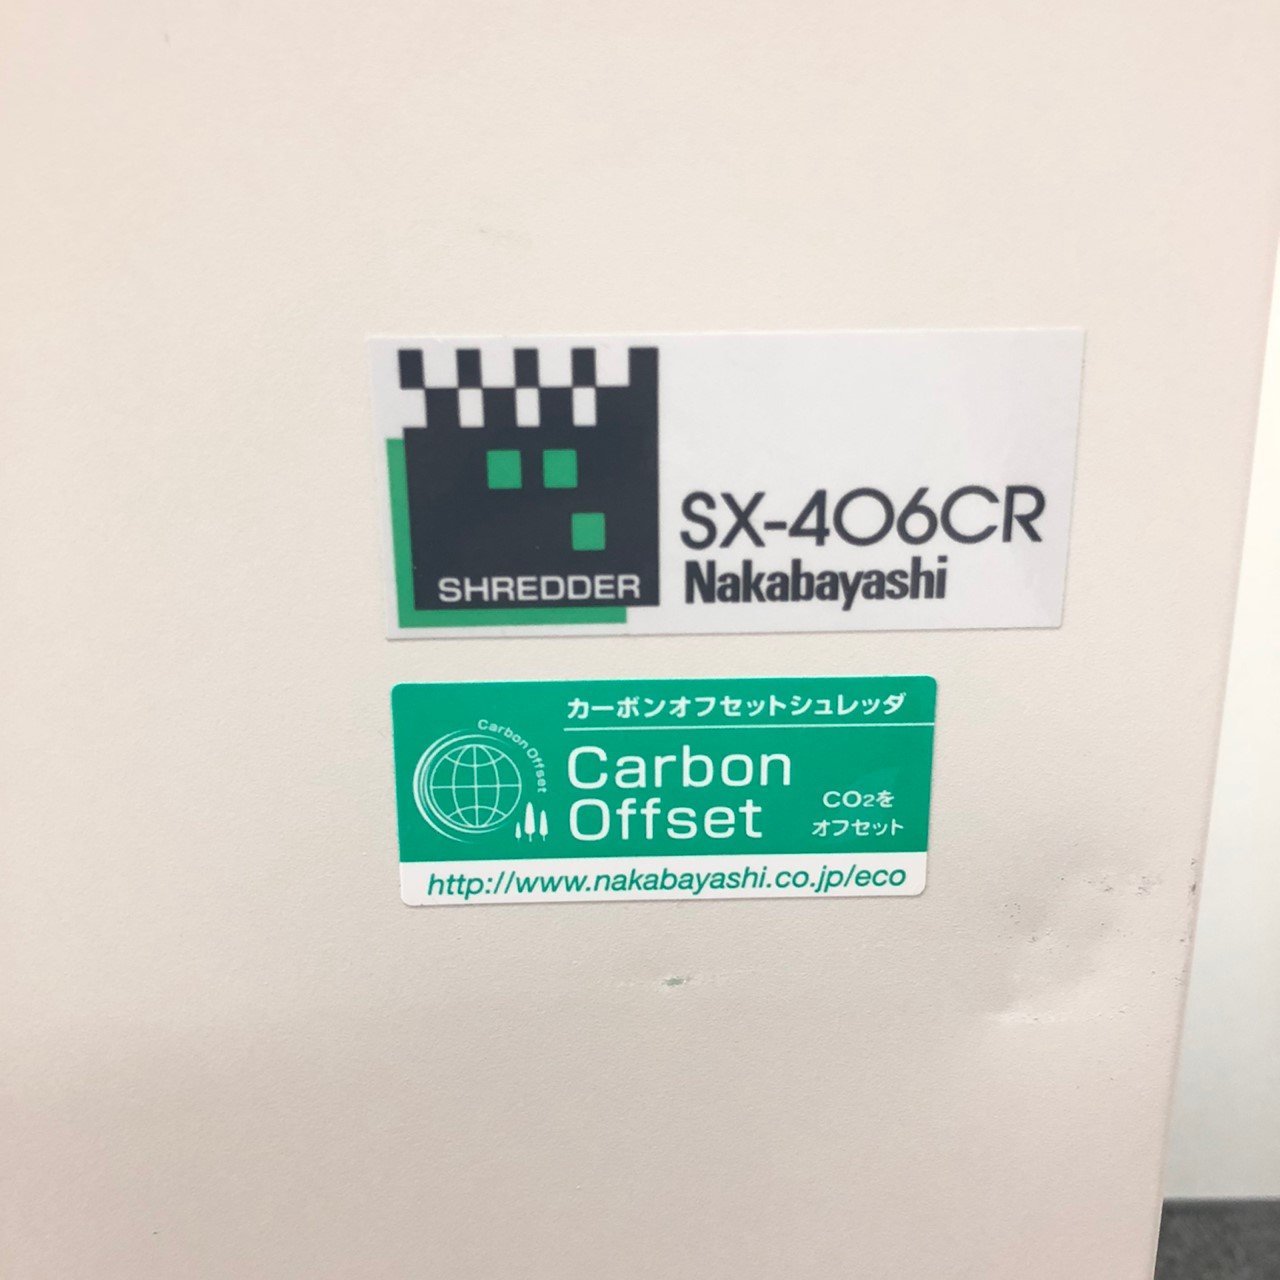 SHREDDER
SX-406CR
Nakabayashi
カーボンオフセットシュレッダ
Carbon Offset
Carbon
Offset
CO2を
オフセット
http://www.nakabayashi.co.jp/eco